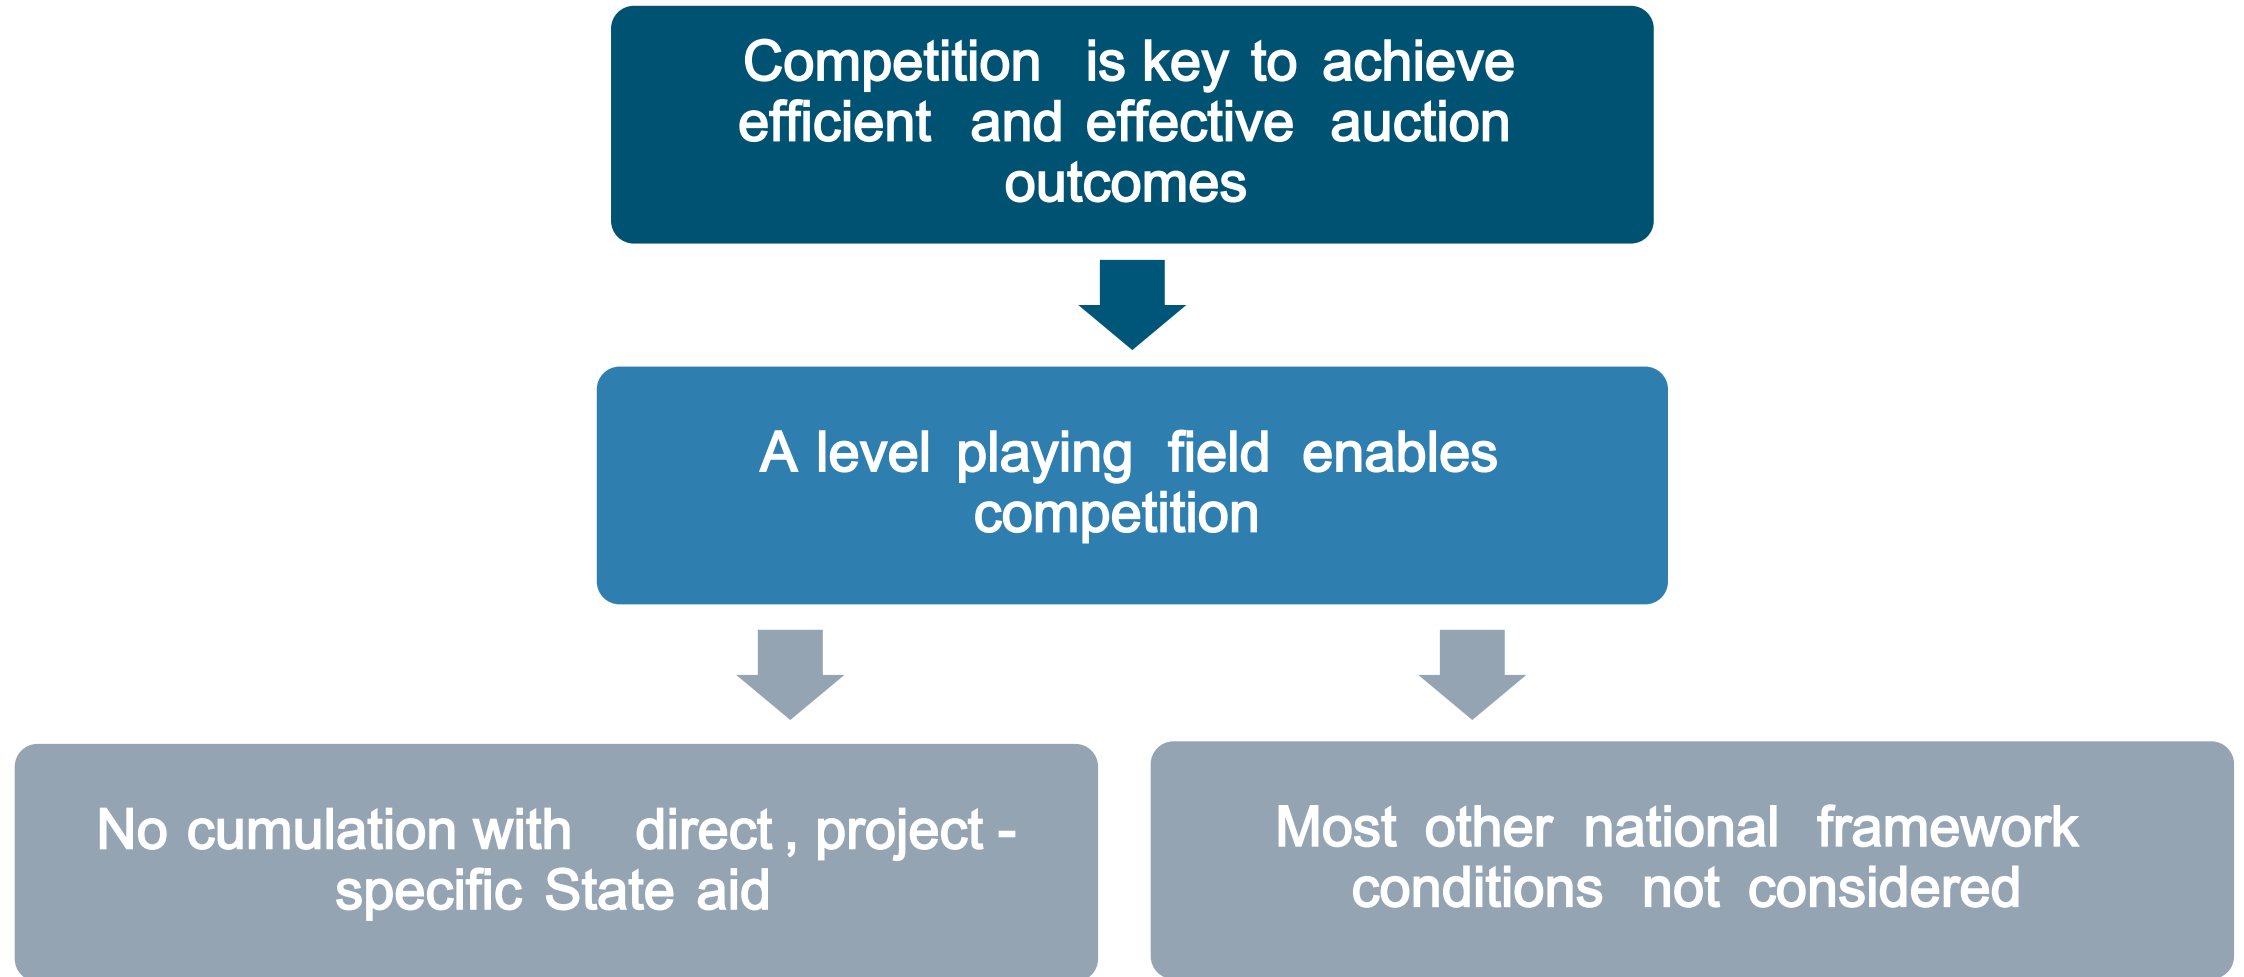 Competition is key to achieve
efficient and effective auction
outcomes
A level playing field enables
competition
No cumulation with direct, project-
specific State aid
Most other national framework
conditions not considered